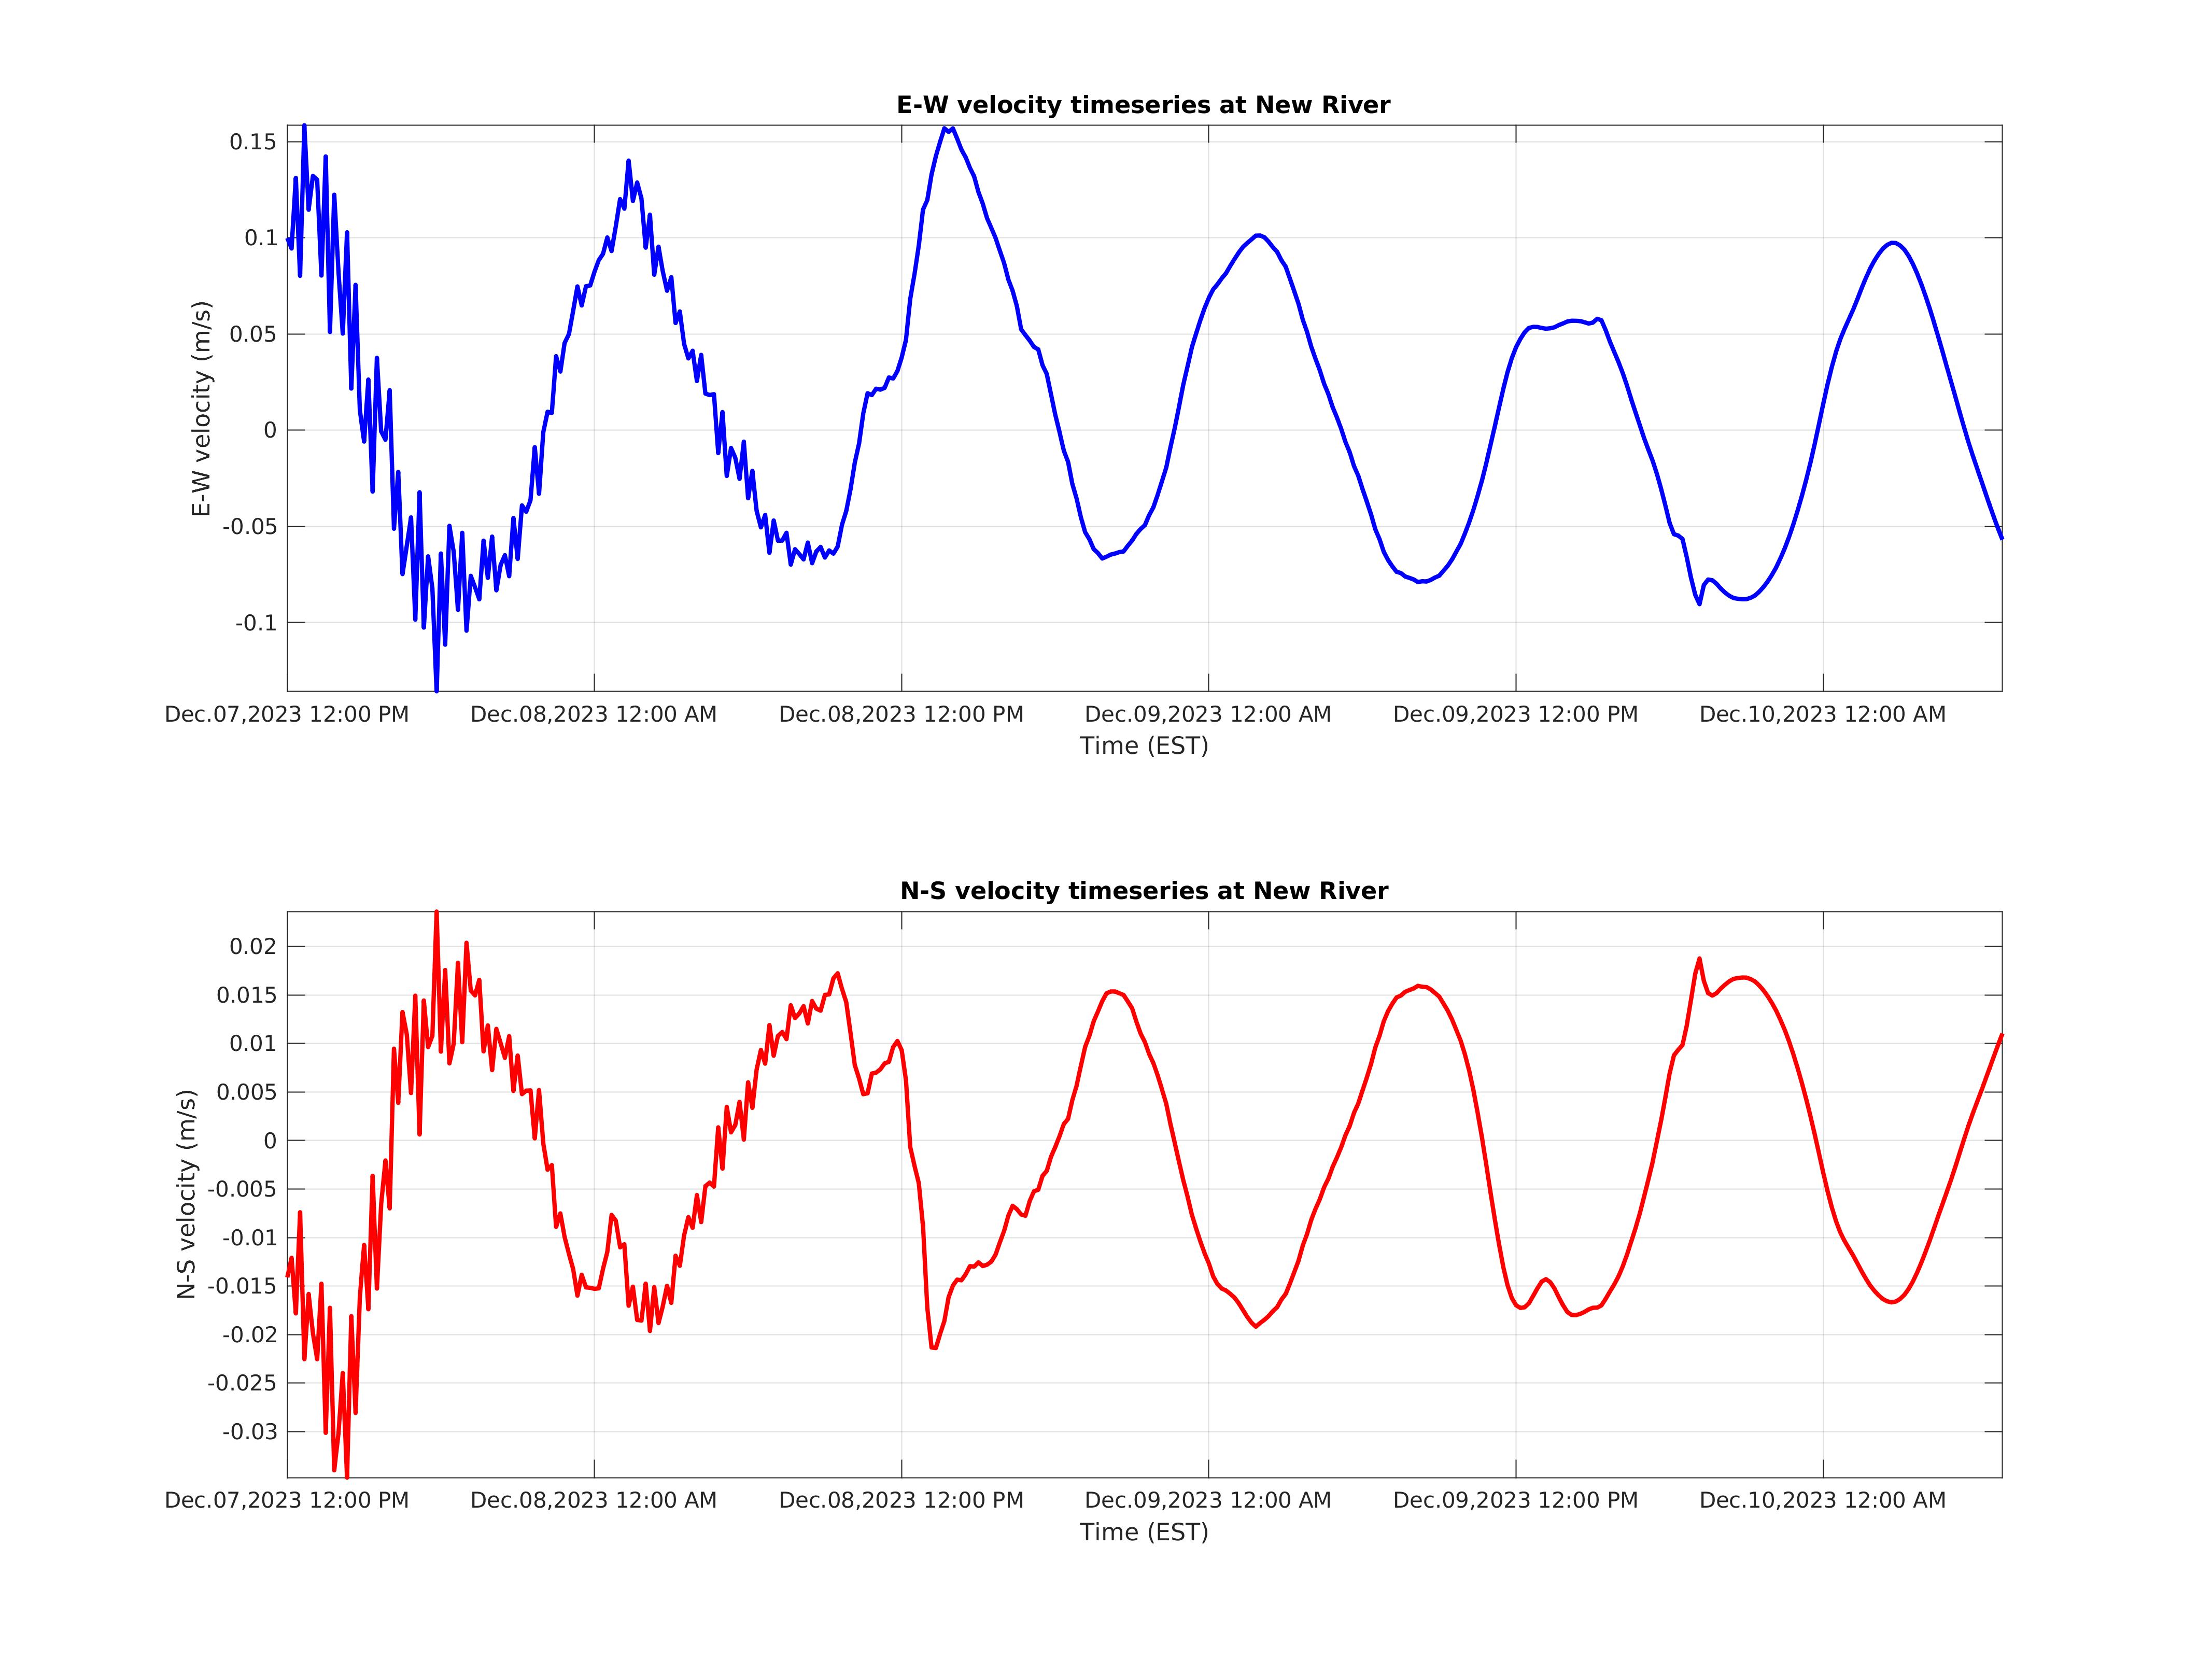 E-W velocity timeseries at New River
E-W velocity (m/s)
0.15
0.1
0.05
0
-0.05
-0.1
Dec.07,2023 12:00 PM Dec.08,2023 12:00 AM Dec.08,2023 12:00 PM Dec.09,2023 12:00 AM Dec.09,2023 12:00 PM Dec.10,2023 12:00 AM
Time (EST)
N-S velocity timeseries at New River
N-S velocity (m/s)
0.02
0.015
0.01
0.005
0
-0.005
-0.01
-0.015
-0.02
-0.025
-0.03
Dec.07,2023 12:00 PM Dec.08,2023 12:00 AM Dec.08,2023 12:00 PM Dec.09,2023 12:00 AM Dec.09,2023 12:00 PM Dec.10,2023 12:00 AM
Time (EST)